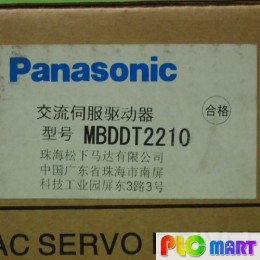 Panasonic
交流伺服驱动器
合格
型号 MBDDT2210
珠海松下马达有限公司
中国广东省珠海市南屏
科技工业园屏东3路3号
AC SERVO
PLC MART